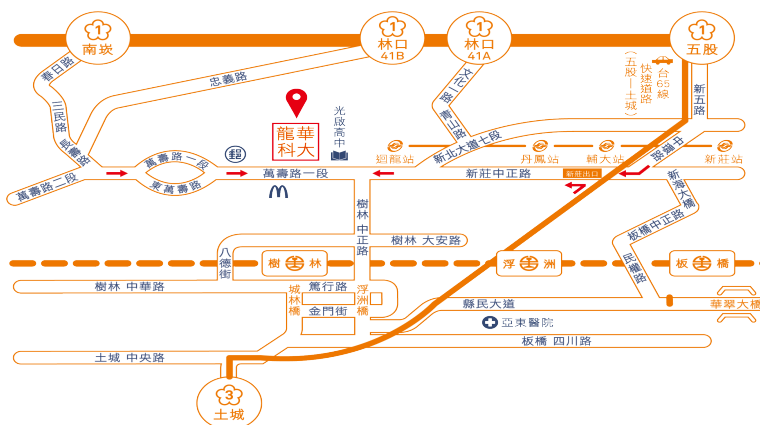 1
南崁
1
林口
41B
1
林口
41A
1
五股
春日路
忠義路
文化一路
台65線
快速道路
(五股—土城)
新五路
三民路
長壽路
青山路
光啟高中
龍華
科大
新北大道七段
中環路
迴龍站
丹鳳站
輔大站
新莊站
萬壽路一段
郵
萬壽路二段
東萬壽路
萬壽路一段
新莊中正路
新莊出口
新海大橋
樹林 中正路
板橋中正路
樹林 大安路
八德街
樹 林
浮 洲
板 橋
民權路
樹林 中華路
城林橋
篤行路
浮洲橋
金門街
縣民大道
華翠大橋
亞東醫院
板橋 四川路
土城 中央路
3
土城